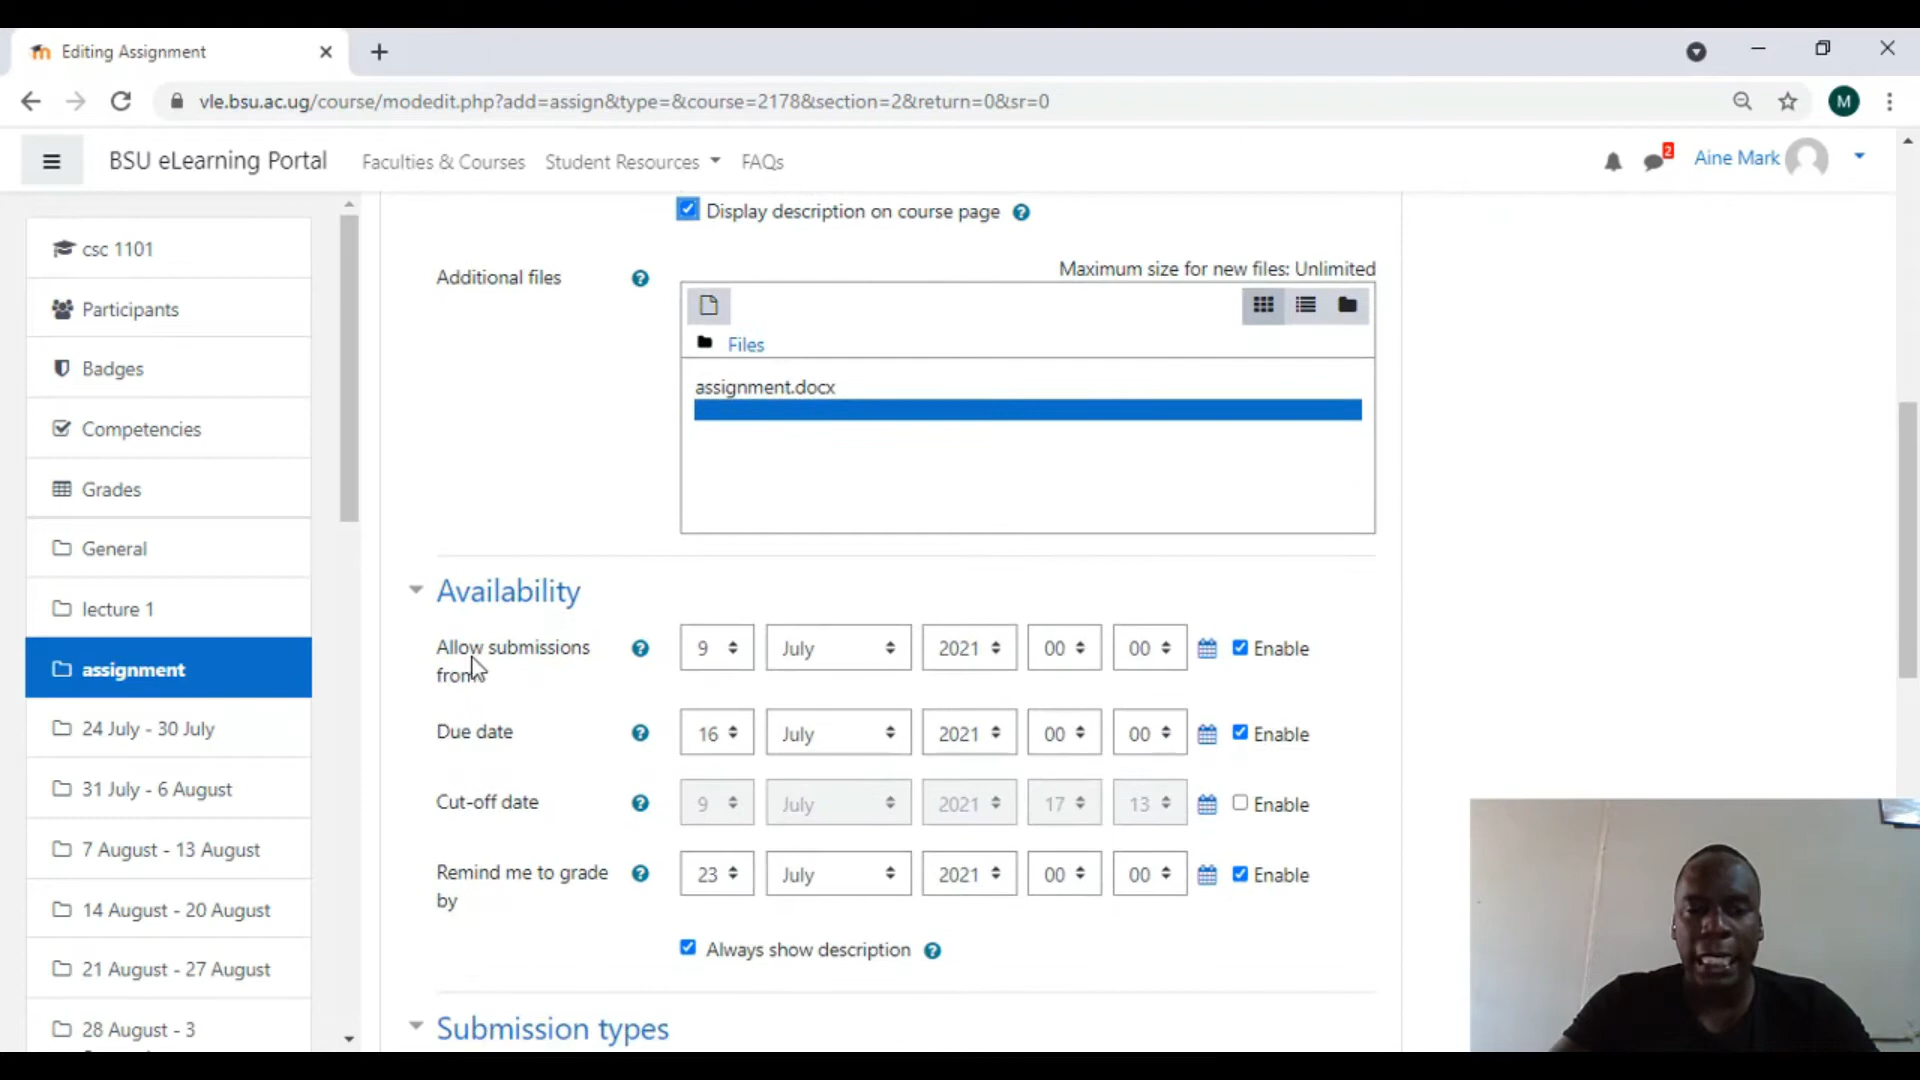 Editing Assignment
vle.bsu.ac.ug/course/modedit.php?add=assign&type=&course=2178&section=2&return=0&sr=0
M
BSU eLearning Portal
Faculties & Courses
Student Resources
FAQs
2
Aine Mark
csc 1101
Participants
Badges
Competencies
Grades
General
lecture 1
assignment
24 July - 30 July
31 July - 6 August
7 August - 13 August
14 August - 20 August
21 August - 27 August
28 August - 3
Display description on course page
Additional files
Maximum size for new files: Unlimited
Files
assignment.docx
Availability
Allow submissions
from
9 July 2021 00 00 Enable
Due date
16 July 2021 00 00 Enable
Cut-off date
9 July 2021 17 13 Enable
Remind me to grade
by
23 July 2021 00 00 Enable
Always show description
Submission types